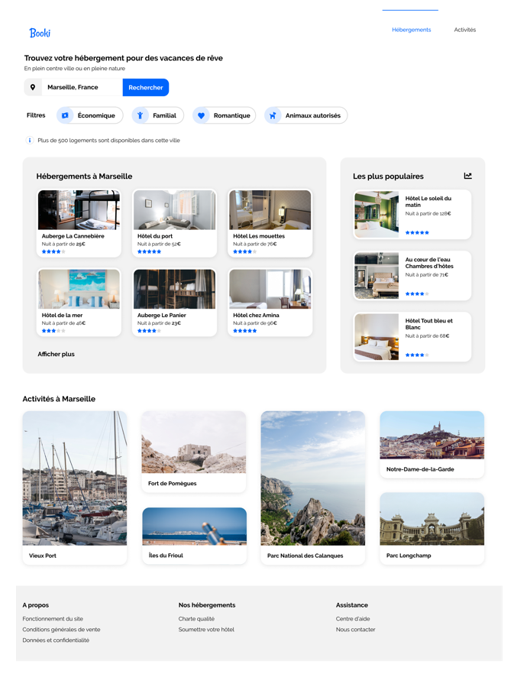 Booki
Hébergements
Activités
Trouvez votre hébergement pour des vacances de rêve
En plein centre ville ou en pleine nature
Marseille, France
Rechercher
Filtres
Économique
Familial
Romantique
Animaux autorisés
Plus de 500 logements sont disponibles dans cette ville
Hébergements à Marseille
Auberge La Cannebière
Nuit à partir de 25€
Hôtel du port
Nuit à partir de 52€
Hôtel Les mouettes
Nuit à partir de 76€
Hôtel de la mer
Nuit à partir de 46€
Auberge Le Panier
Nuit à partir de 23€
Hôtel chez Amina
Nuit à partir de 96€
Afficher plus
Les plus populaires
Hôtel Le soleil du
matin
Nuit à partir de 128€
Au cœur de l'eau
Chambres d'hôtes
Nuit à partir de 71€
Hôtel Tout bleu et
Blanc
Nuit à partir de 68€
Activités à Marseille
Vieux Port
Fort de Pomègues
Îles du Frioul
Parc National des Calanques
Notre-Dame-de-la-Garde
Parc Longchamp
A propos
Fonctionnement du site
Conditions générales de vente
Données et confidentialité
Nos hébergements
Charte qualité
Soumettre votre hôtel
Assistance
Centre d'aide
Nous contacter